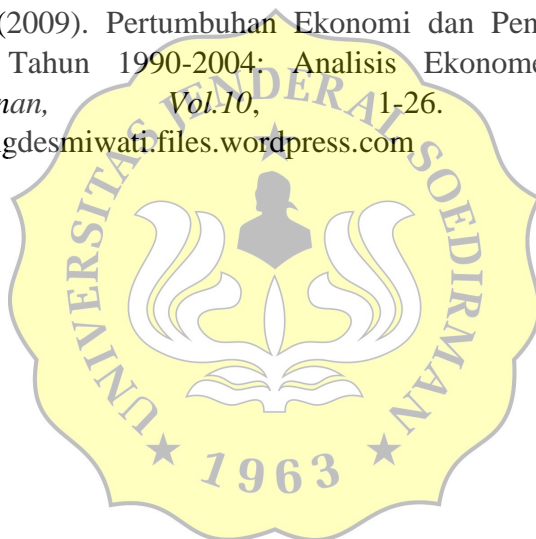 (2009). Pertumbuhan Ekonomi dan Pen
Tahun 1990-2004: Analisis Ekonome
nan, Vol.10, 1-26.
gdesmiwati.files.wordpress.com
UNIVERSITAS JENDERAL SOEDIRMAN
1963